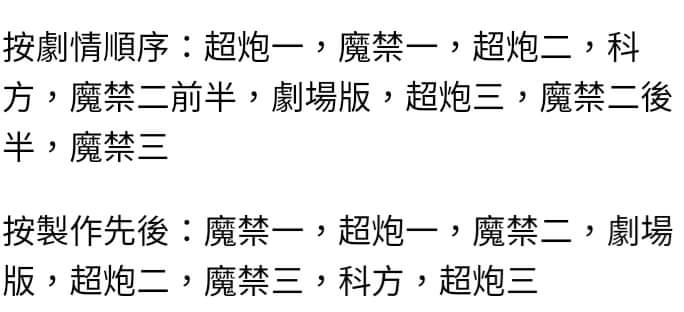 按劇情順序：超炮一，魔禁一，超炮二，科
方，魔禁二前半，劇場版，超炮三，魔禁二後
半，魔禁三
按製作先後：魔禁一，超炮一，魔禁二，劇場
版，超炮二，魔禁三，科方，超炮三